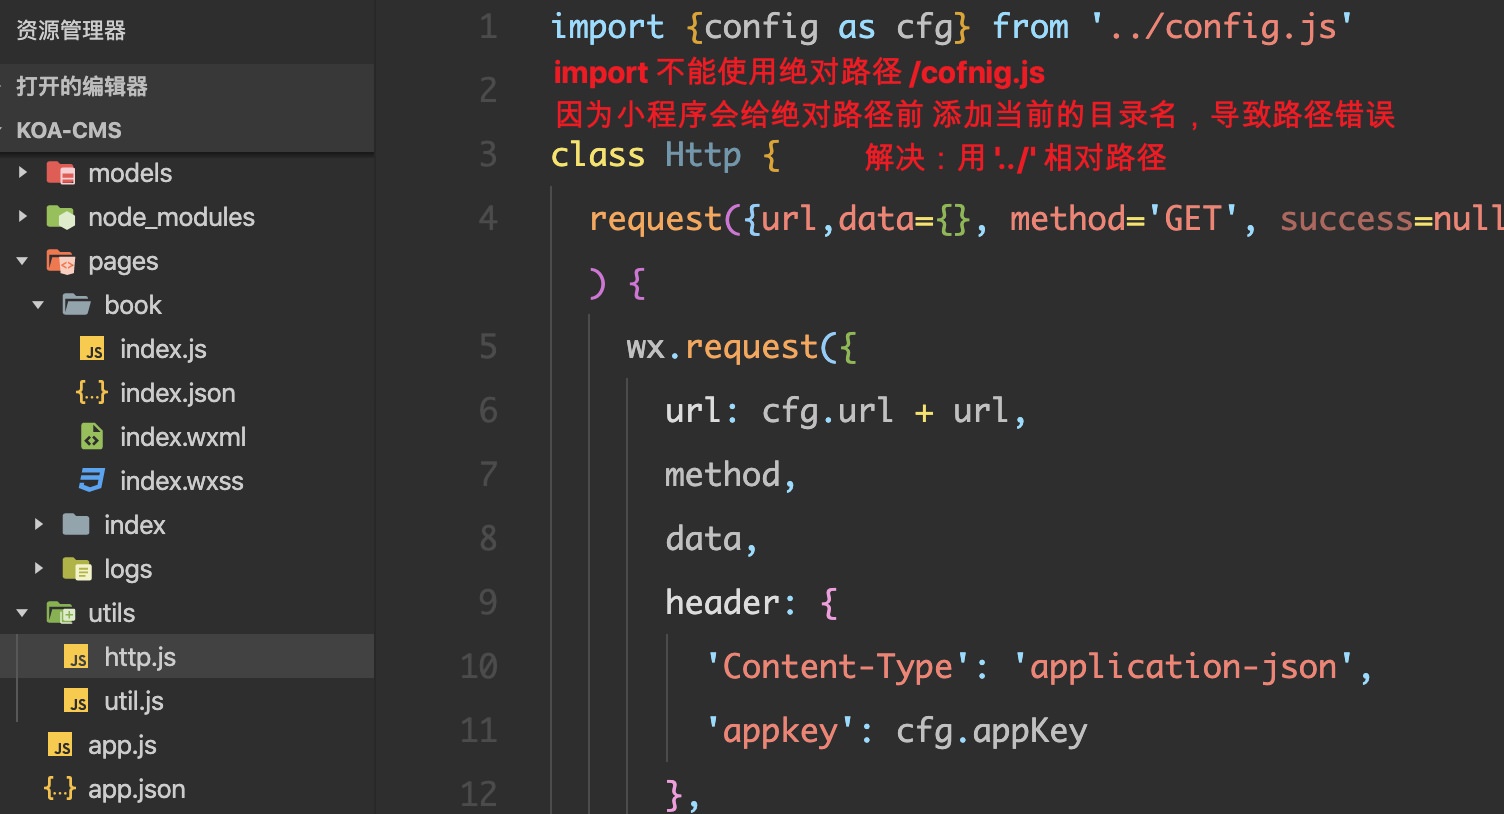 资源管理器
打开的编辑器
KOA-CMS
models
node_modules
pages
book
index.js
index.json
index.wxml
index.wxss
index
logs
utils
http.js
util.js
app.js
app.json
1 import {config as cfg} from '../config.js'
import 不能使用绝对路径 /cofnig.js
2
因为小程序会给绝对路径前 添加当前的目录名，导致路径错误
3 class Http {
解决：用 '../' 相对路径
4 request({url,data={}, method='GET', success=null
) {
5 wx.request({
6 url: cfg.url + url,
7 method,
8 data,
9 header: {
10 'Content-Type': 'application-json',
11 'appkey': cfg.appKey
12 },